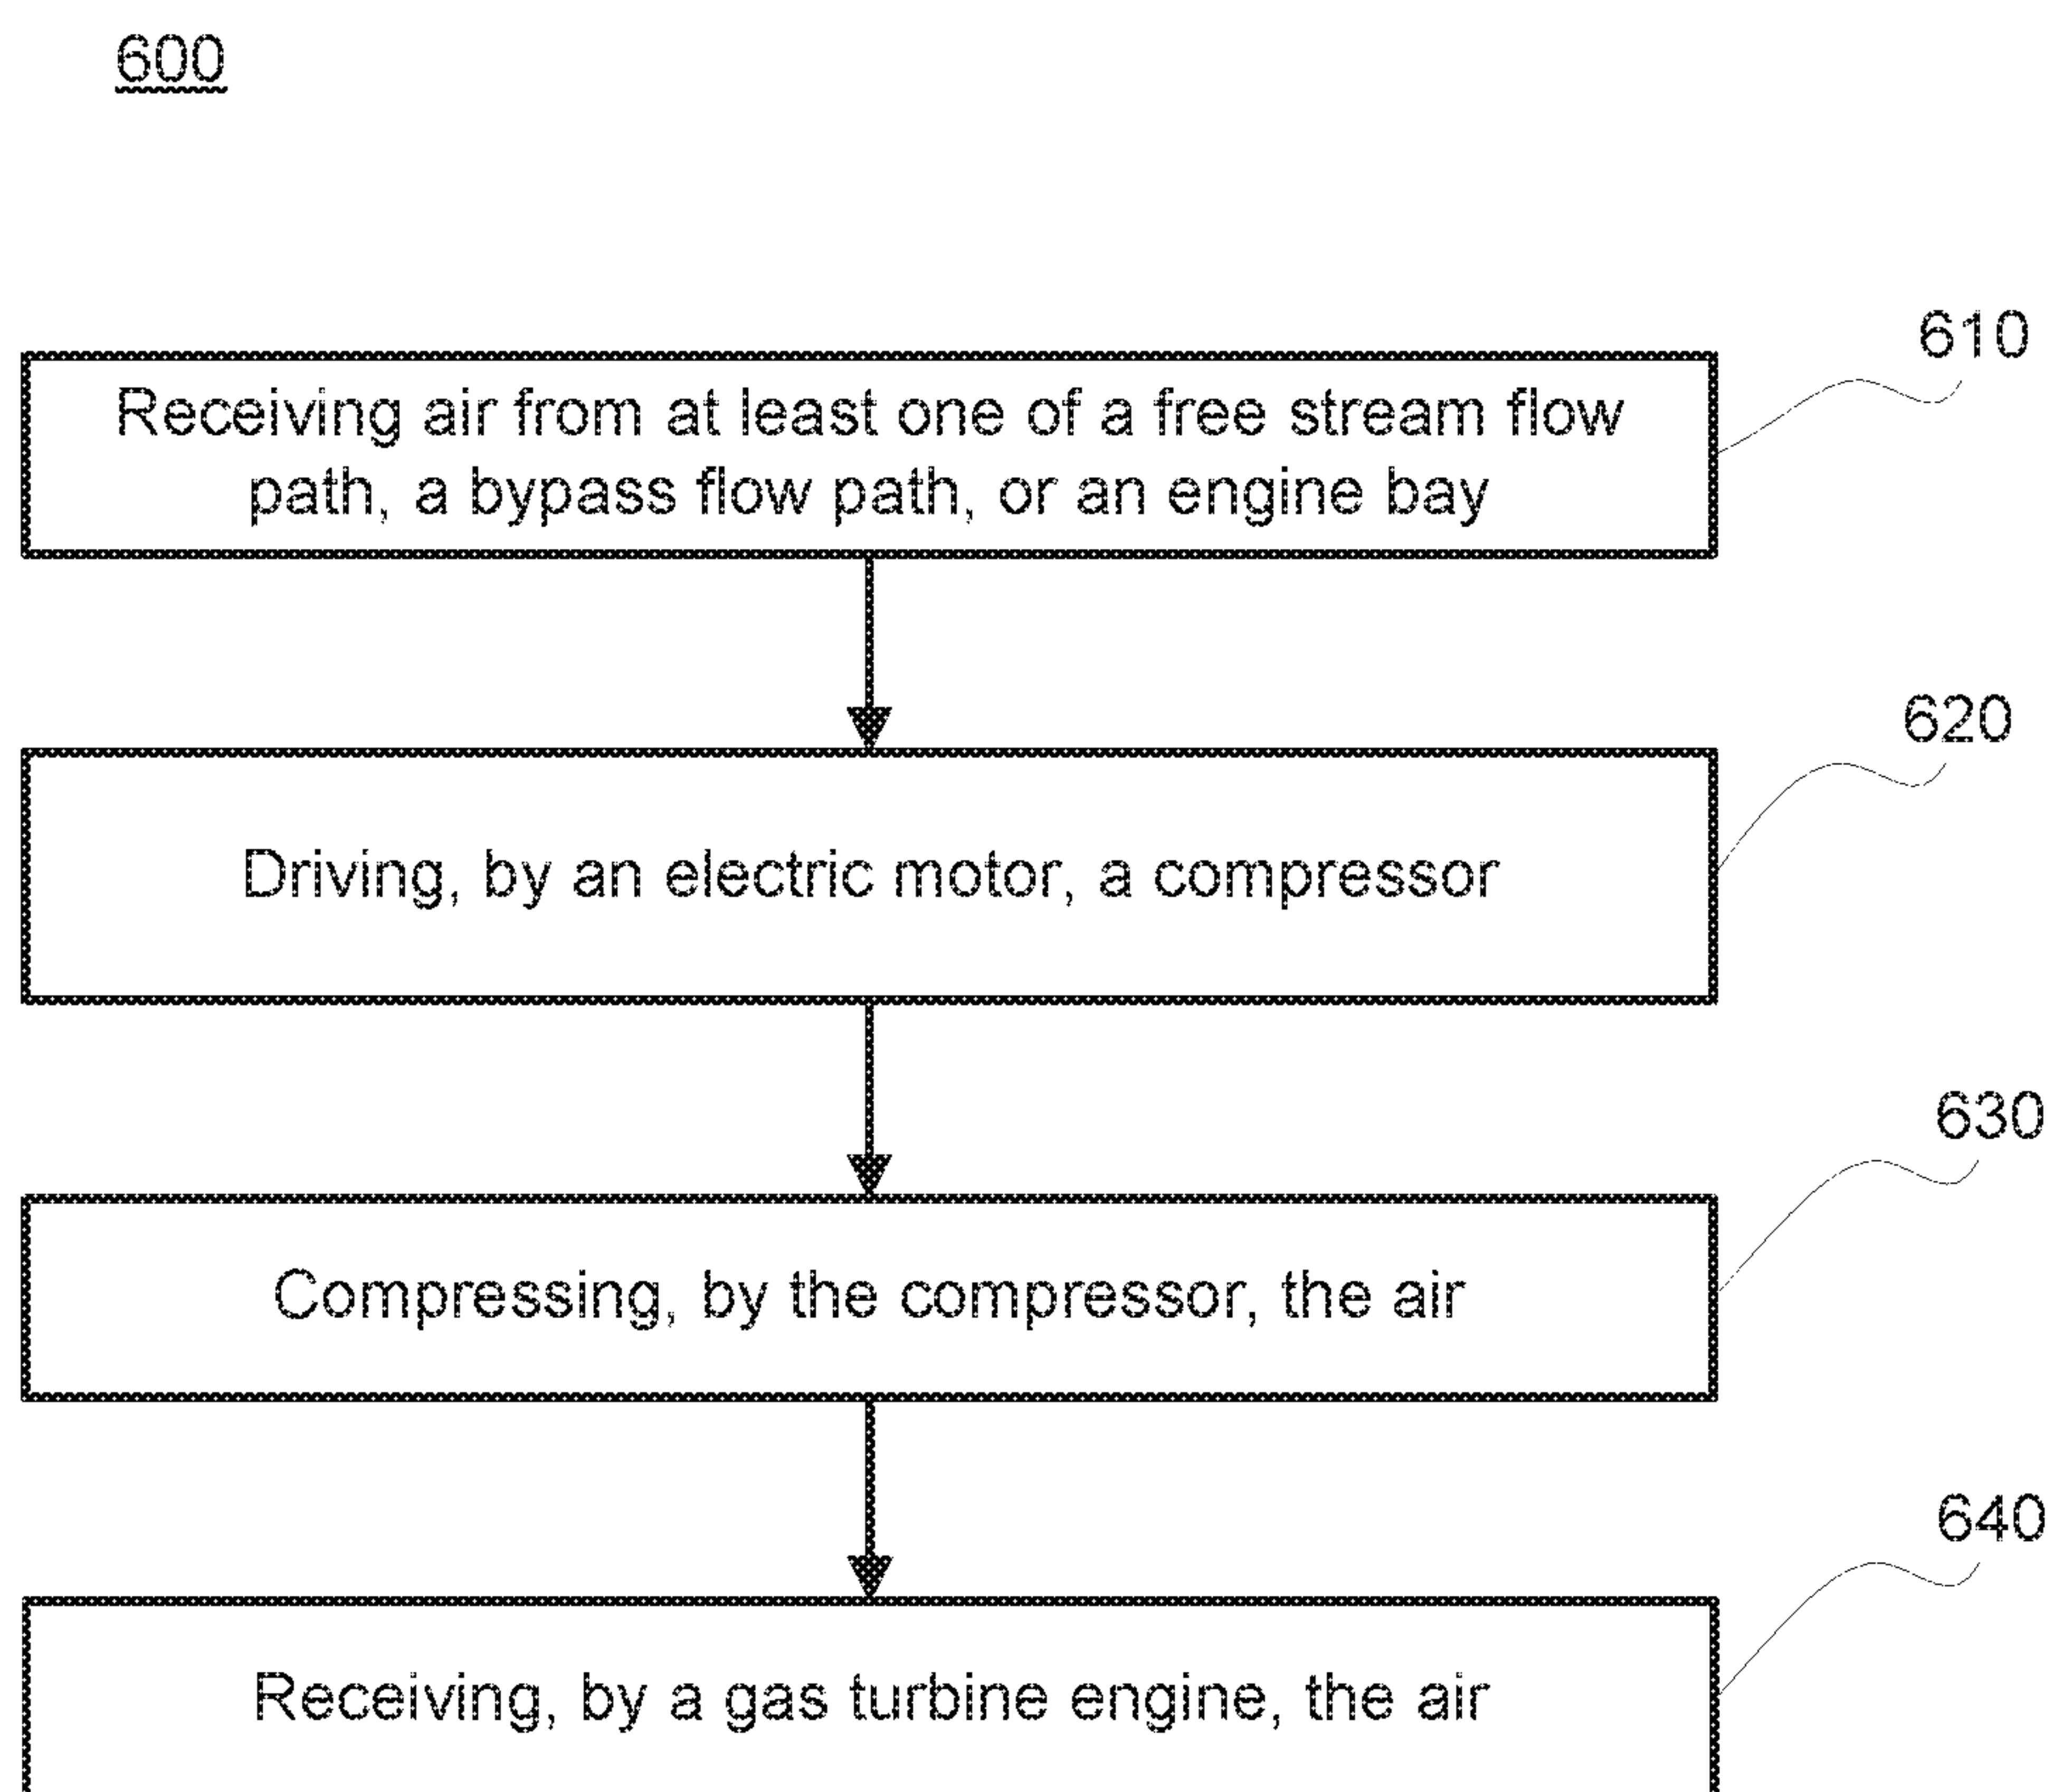 600
610
Receiving air from at least one of a free stream flow
path, a bypass flow path, or an engine bay
620
Driving, by an electric motor, a compressor
630
Compressing, by the compressor, the air
640
Receiving, by a gas turbine engine, the air